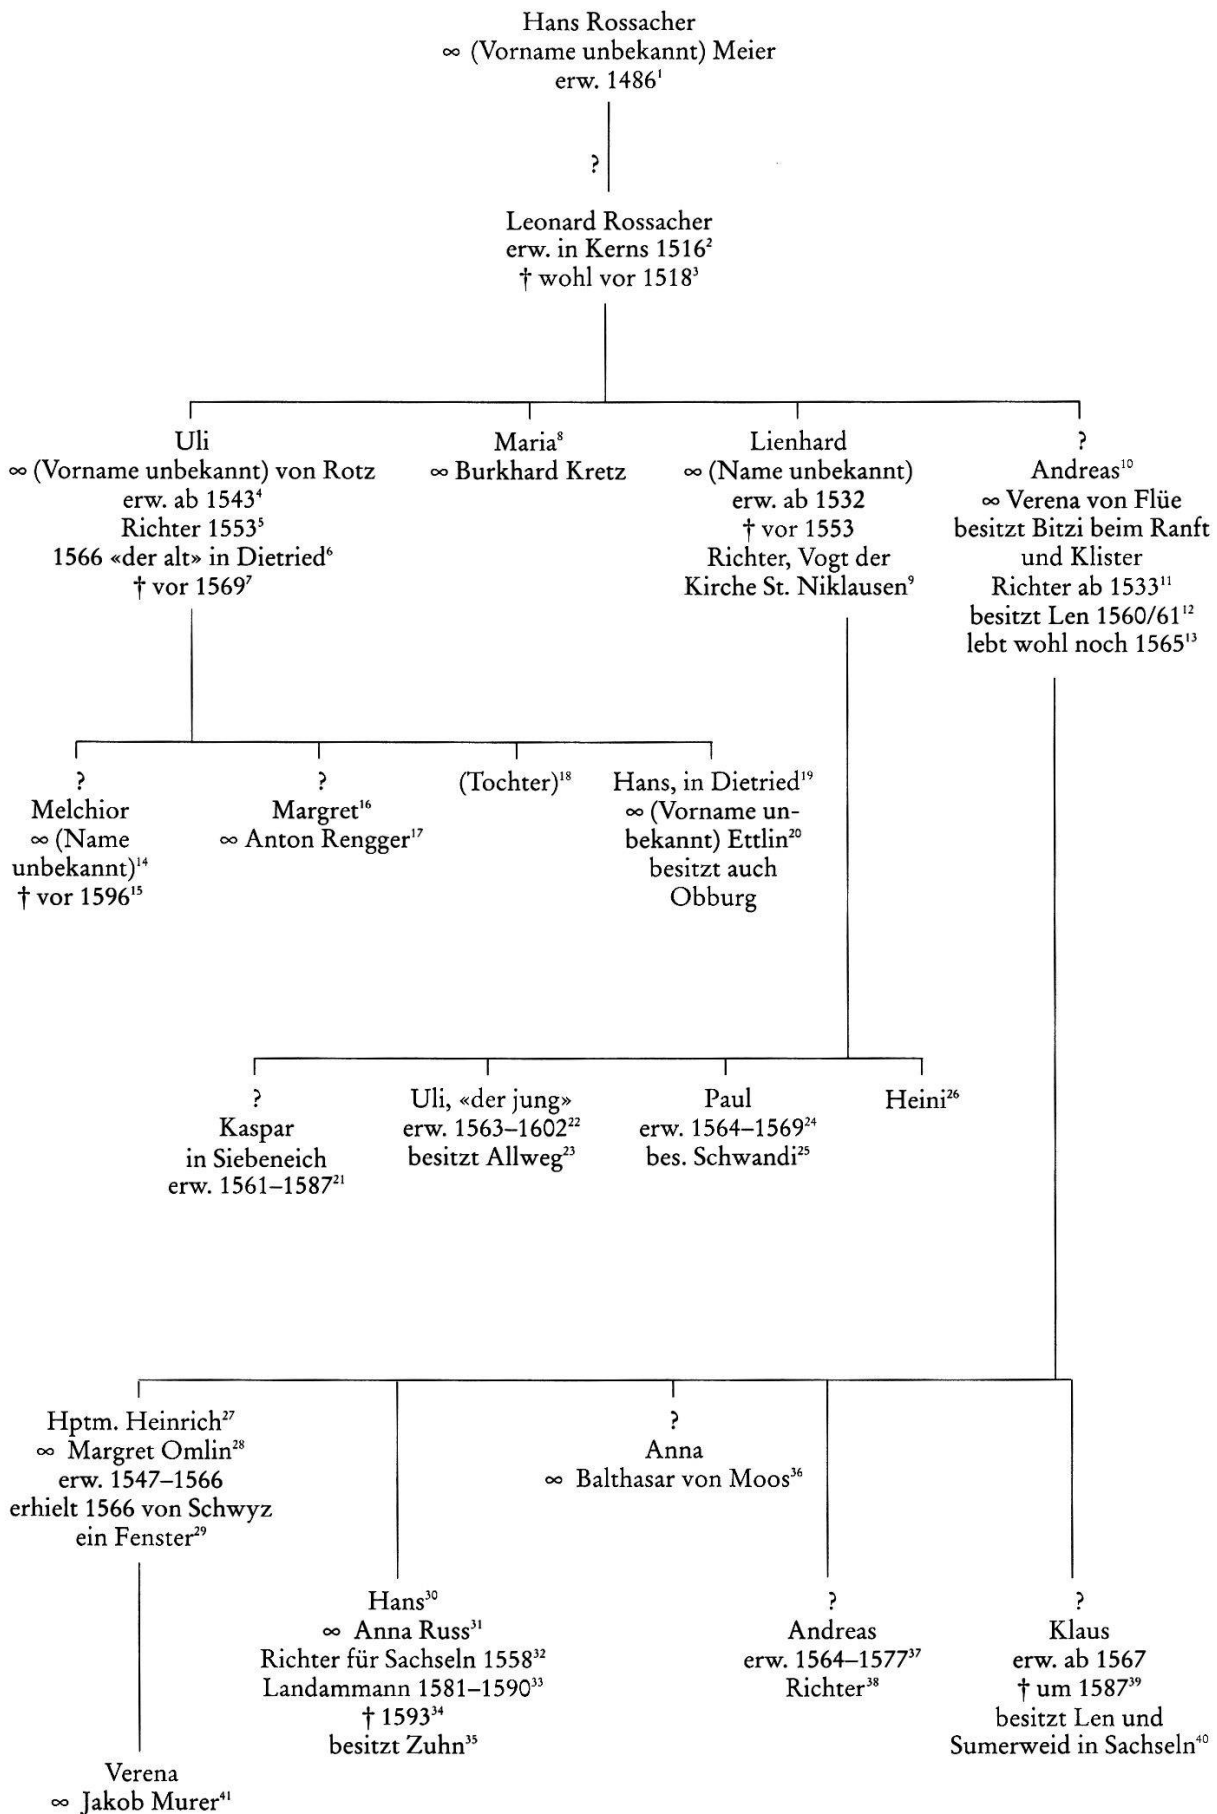 Hans Rossacher
∞ (Vorname unbekannt) Meier
erw. 1486¹
?
Leonard Rossacher
erw. in Kerns 1516²
† wohl vor 1518³
Uli
∞ (Vorname unbekannt) von Rotz
erw. ab 1543⁴
Richter 1553⁵
1566 «der alt» in Dietried⁶
† vor 1569⁷
Maria⁸
∞ Burkhard Kretz
Lienhard
∞ (Name unbekannt)
erw. ab 1532
† vor 1553
Richter, Vogt der
Kirche St. Niklausen⁹
?
Andreas¹⁰
∞ Verena von Flüe
besitzt Bitzi beim Ranft
und Klister
Richter ab 1533¹¹
besitzt Len 1560/61¹²
lebt wohl noch 1565¹³
?
Melchior
∞ (Name
unbekannt)¹⁴
† vor 1596¹⁵
?
Margret¹⁶
∞ Anton Rengger¹⁷
(Tochter)¹⁸
Hans, in Dietried¹⁹
∞ (Vorname un-
bekannt) Ettlin²⁰
besitzt auch
Obburg
?
Kaspar
in Siebeneich
erw. 1561–1587²¹
Uli, «der jung»
erw. 1563–1602²²
besitzt Allweg²³
Paul
erw. 1564–1569²⁴
bes. Schwandi²⁵
Heini²⁶
Hptm. Heinrich²⁷
∞ Margret Omlin²⁸
erw. 1547–1566
erhielt 1566 von Schwyz
ein Fenster²⁹
?
Anna
∞ Balthasar von Moos³⁶
Hans³⁰
∞ Anna Russ³¹
Richter für Sachseln 1558³²
Landammann 1581–1590³³
† 1593³⁴
besitzt Zuhn³⁵
?
Andreas
erw. 1564–1577³⁷
Richter³⁸
?
Klaus
erw. ab 1567
† um 1587³⁹
besitzt Len und
Sumerweid in Sachseln⁴⁰
Verena
∞ Jakob Murer⁴¹